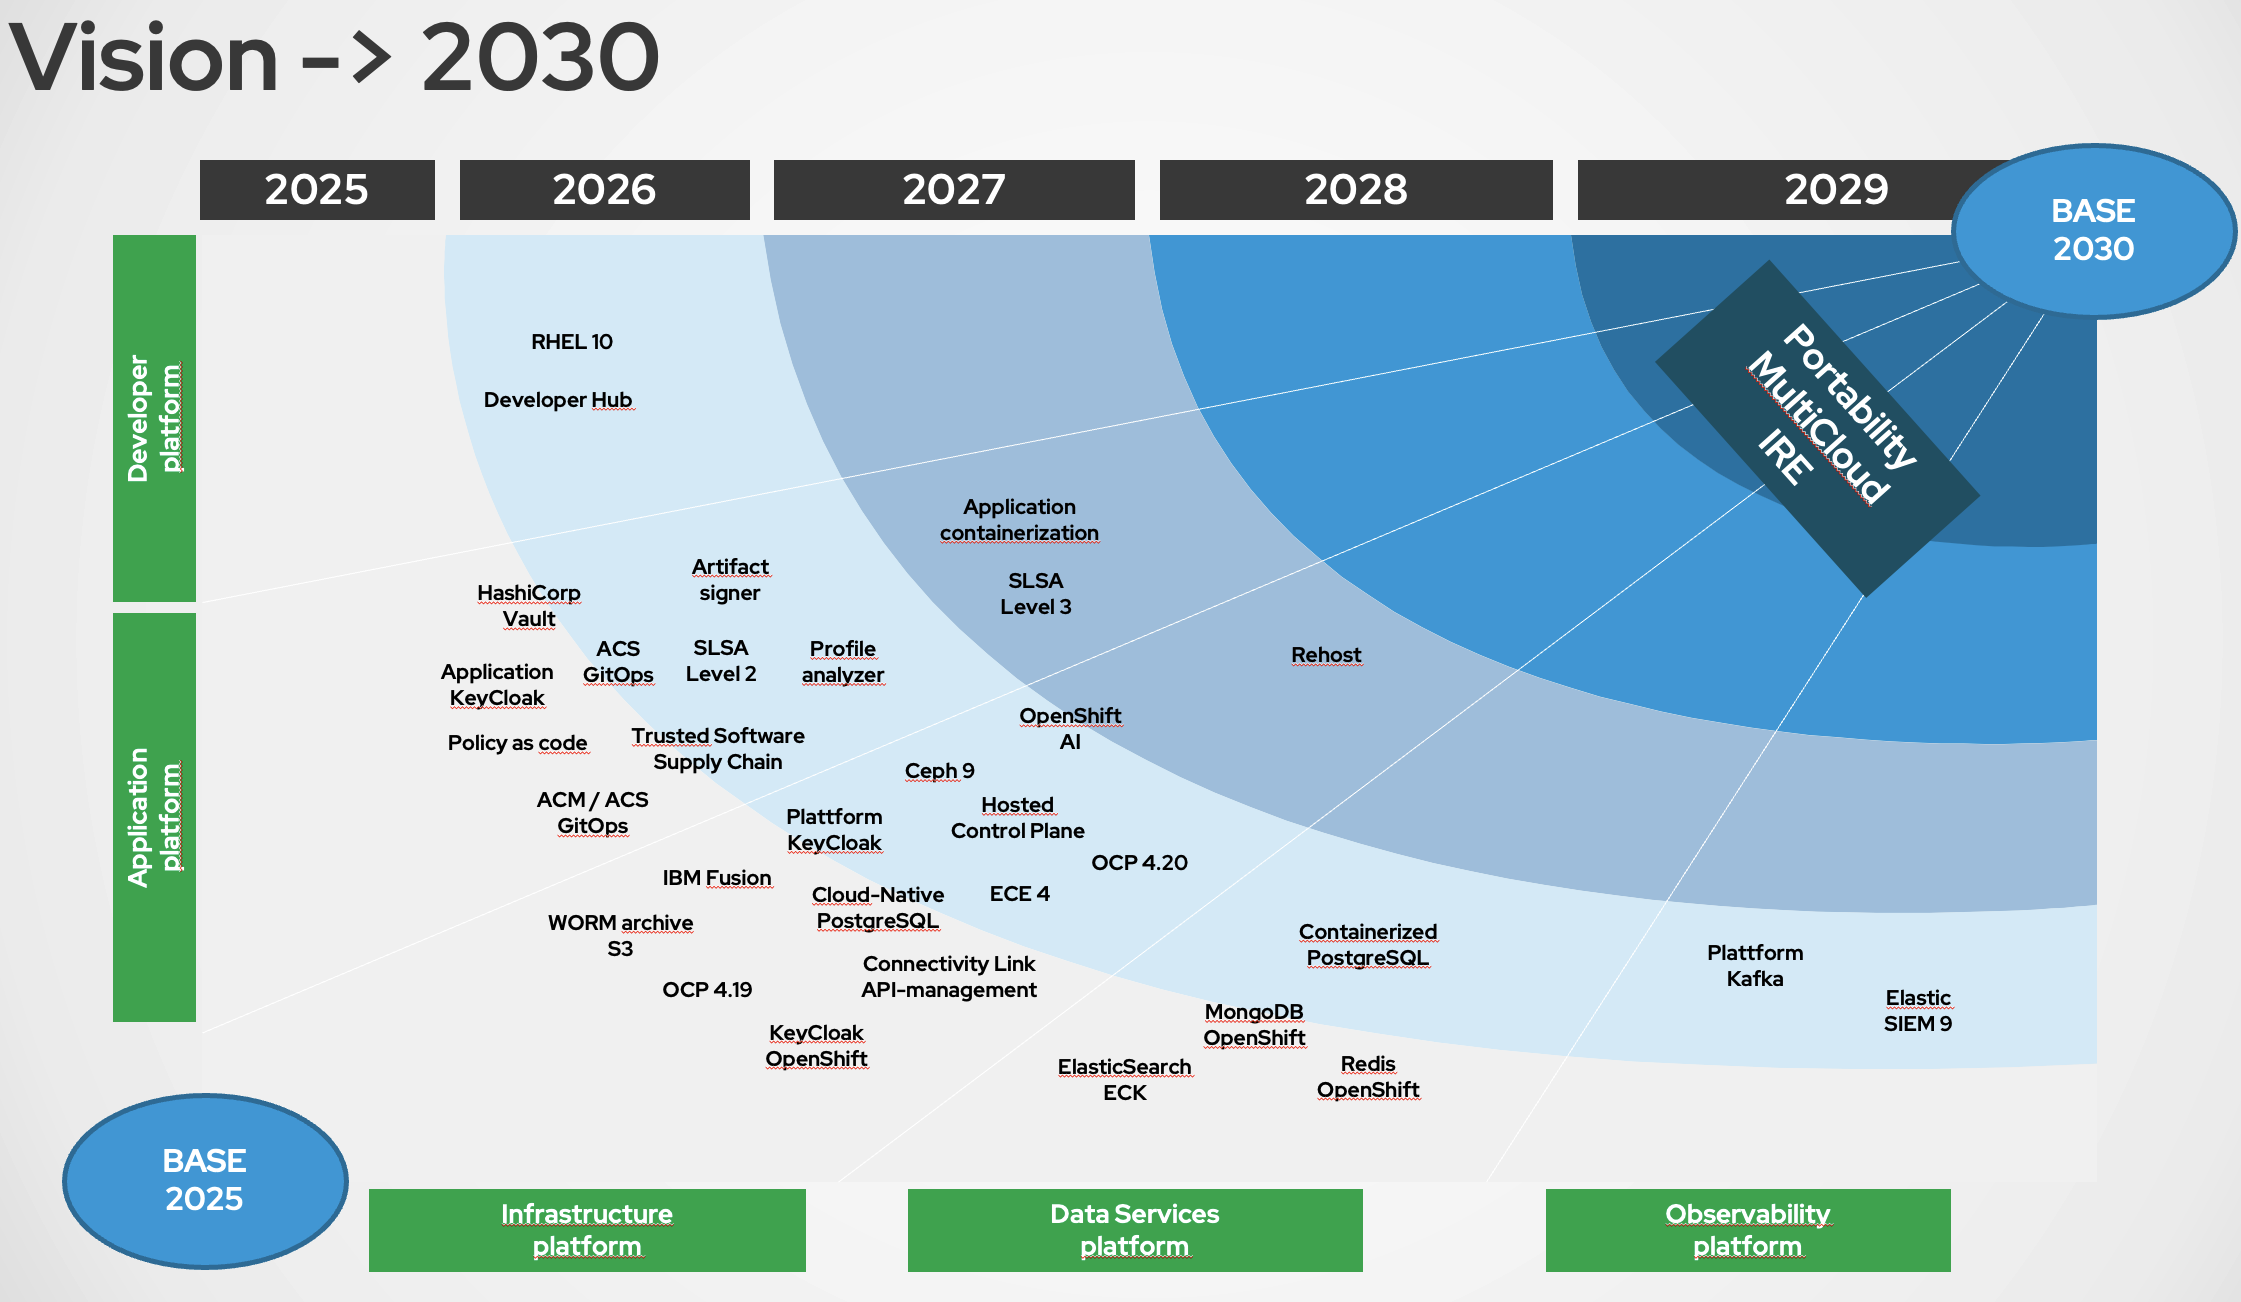 Vision -> 2030
2025
2026
2027
2028
2029
BASE
2030
Developer
platform
RHEL 10
Developer Hub
Portability
MultiCloud
IRE
Application
platform
HashiCorp
Vault
Artifact
signer
Application
containerization
SLSA
Level 3
ACS
GitOps
SLSA
Level 2
Profile
analyzer
Application
KeyCloak
Policy as code
Trusted Software
Supply Chain
ACM / ACS
GitOps
Rehost
OpenShift
AI
Ceph 9
Plattform
KeyCloak
Hosted
Control Plane
OCP 4.20
IBM Fusion
Cloud-Native
PostgreSQL
ECE 4
WORM archive
S3
Connectivity Link
API-management
OCP 4.19
KeyCloak
OpenShift
Containerized
PostgreSQL
MongoDB
OpenShift
ElasticSearch
ECK
Redis
OpenShift
Plattform
Kafka
Elastic
SIEM 9
BASE
2025
Infrastructure
platform
Data Services
platform
Observability
platform